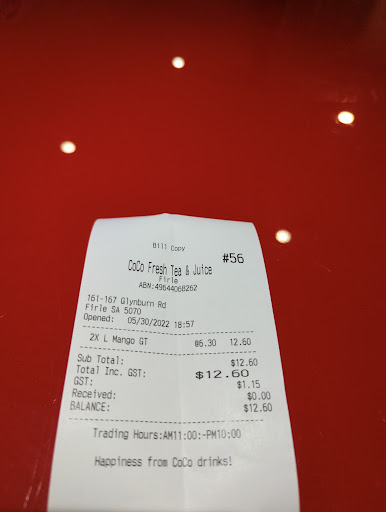 Bill Copy
#56
CoCo Fresh Tea & Juice
Firle
ABN:49644068262
161-167 Glynburn Rd
Firle SA 5070
Opened: 05/30/2022 18:57
2X L Mango GT @6.30 12.60
Sub Total: $12.60
Total Inc. GST: $12.60
GST: $1.15
Received: $0.00
BALANCE: $12.60
Trading Hours:AM11:00:-PM10:00
Happiness from CoCo drinks!